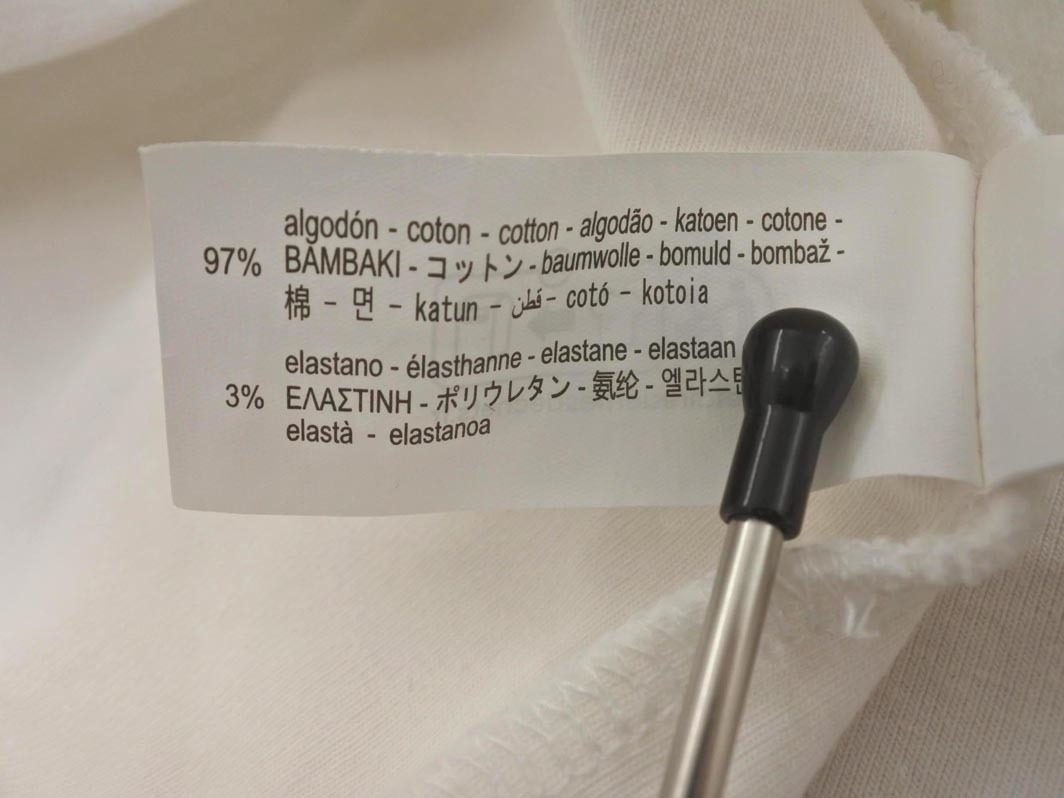 algodón - coton - cotton - algodão - katoen - cotone -
97% BAMBAKI - コットン - baumwolle - bomuld - bombaž -
棉 - 면 - katun - قطن - cotó - kotoia
elastano - élasthanne - elastane - elastaan
3% ΕΛΑΣΤΙΝΗ - ポリウレタン - 氨纶 -
elastà - elastanoa